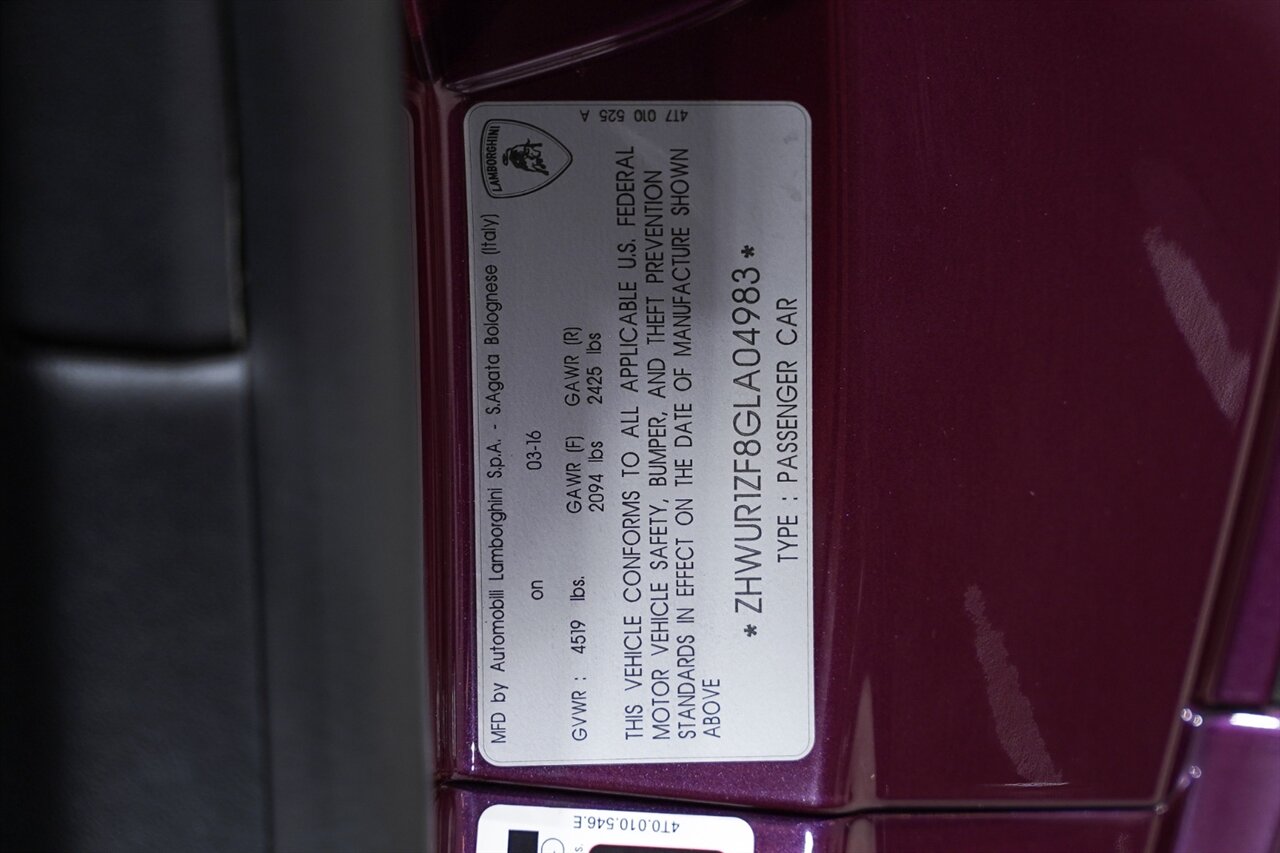 LAMBORGHINI
4T7 010 525 A
MFD by Automobili Lamborghini S.p.A. - S.Agata Bolognese (Italy)
on 03-16
GVWR : 4519 lbs. GAWR (F) GAWR (R)
2094 lbs 2425 lbs
THIS VEHICLE CONFORMS TO ALL APPLICABLE U.S. FEDERAL
MOTOR VEHICLE SAFETY, BUMPER, AND THEFT PREVENTION
STANDARDS IN EFFECT ON THE DATE OF MANUFACTURE SHOWN
ABOVE
* ZHWUR1ZF8GLA04983 *
TYPE : PASSENGER CAR
4T0.010.546.E